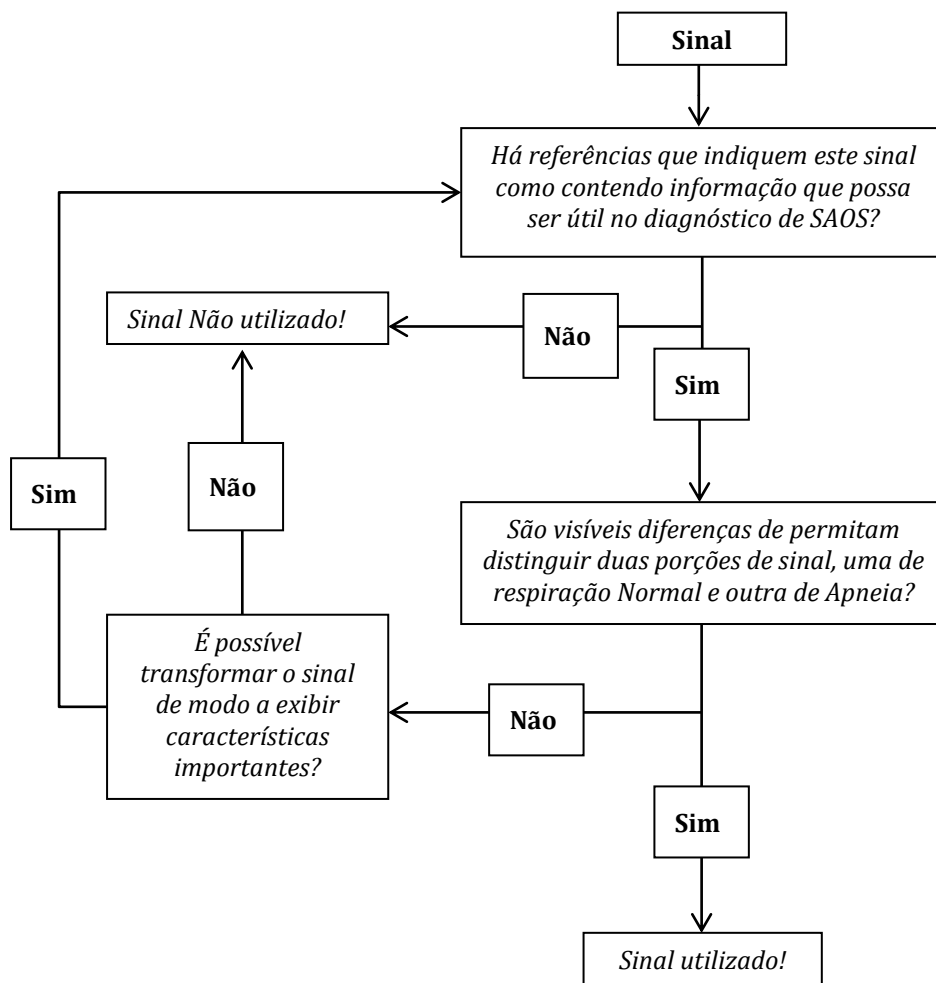 Sinal
Há referências que indiquem este sinal
como contendo informação que possa
ser útil no diagnóstico de SAOS?
Sinal Não utilizado!
Não
Sim
Sim
Não
São visíveis diferenças de permitam
distinguir duas porções de sinal, uma de
respiração Normal e outra de Apneia?
É possível
transformar o sinal
de modo a exibir
características
importantes?
Não
Sim
Sinal utilizado!